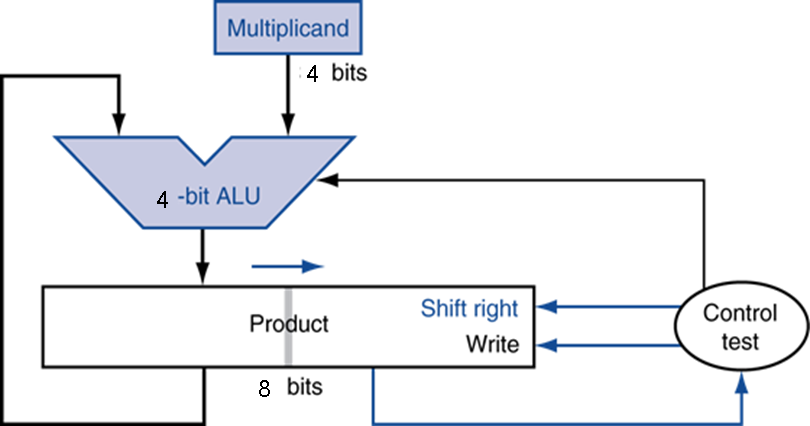 Multiplicand
4 bits
4 -bit ALU
Shift right
Product
Write
Control
test
8 bits